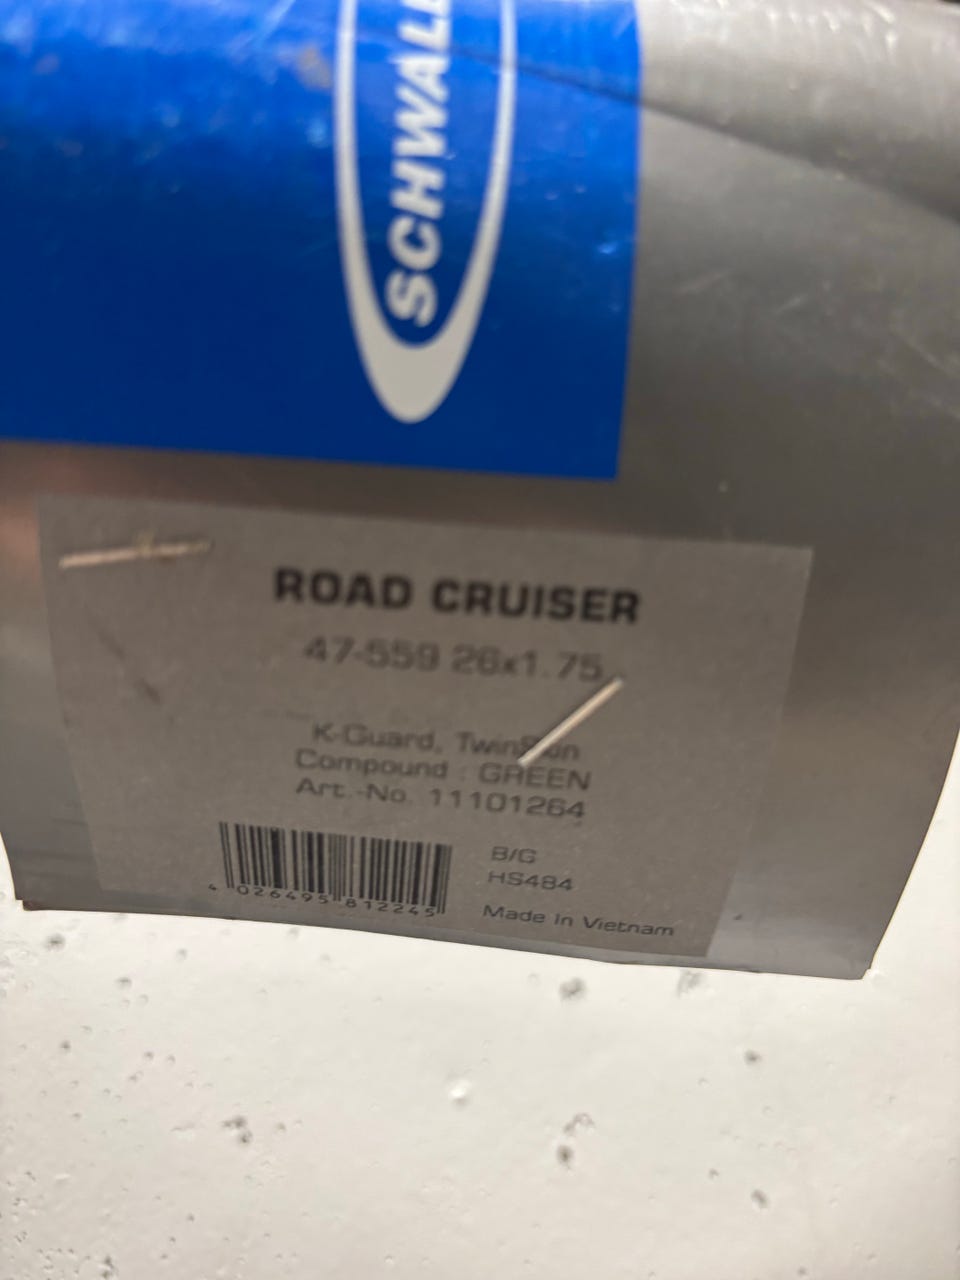 SCHWAL
ROAD CRUISER
47-559 26x1.75
K-Guard, TwinSkin
Compound : GREEN
Art.-No. 11101264
B/G
HS484
4 026495 812245
Made in Vietnam